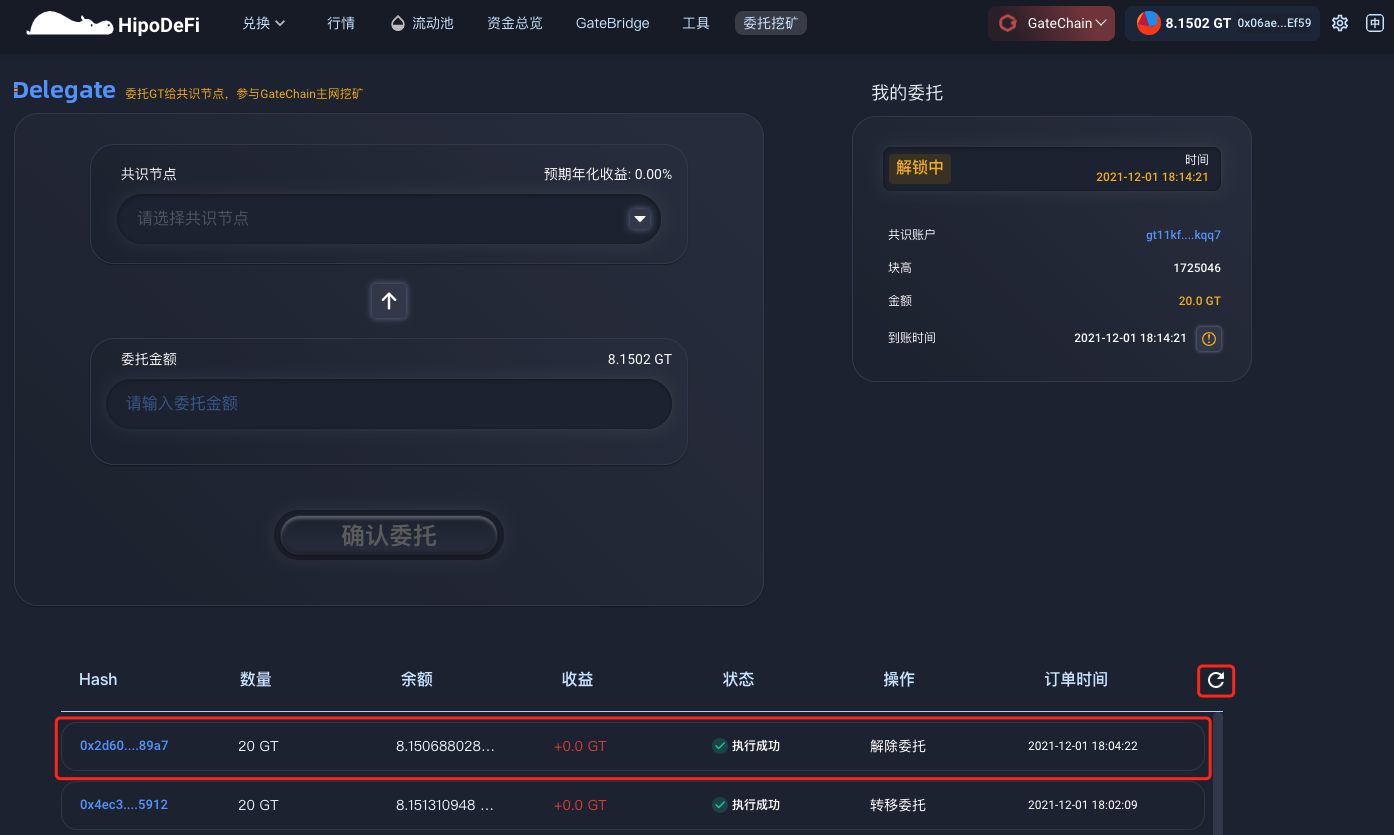 HipoDeFi 兑换 行情 流动池 资金总览 GateBridge 工具 委托挖矿 GateChain 8.1502 GT 0x06ae...Ef59 中
Delegate 委托GT给共识节点，参与GateChain主网挖矿
共识节点 预期年化收益: 0.00%
请选择共识节点
委托金额 8.1502 GT
请输入委托金额
确认委托
我的委托
解锁中
时间
2021-12-01 18:14:21
共识账户 gt11kf....kqq7
块高 1725046
金额 20.0 GT
到账时间 2021-12-01 18:14:21
Hash 数量 余额 收益 状态 操作 订单时间
0x2d60....89a7 20 GT 8.150688028... +0.0 GT 执行成功 解除委托 2021-12-01 18:04:22
0x4ec3....5912 20 GT 8.151310948 ... +0.0 GT 执行成功 转移委托 2021-12-01 18:02:09